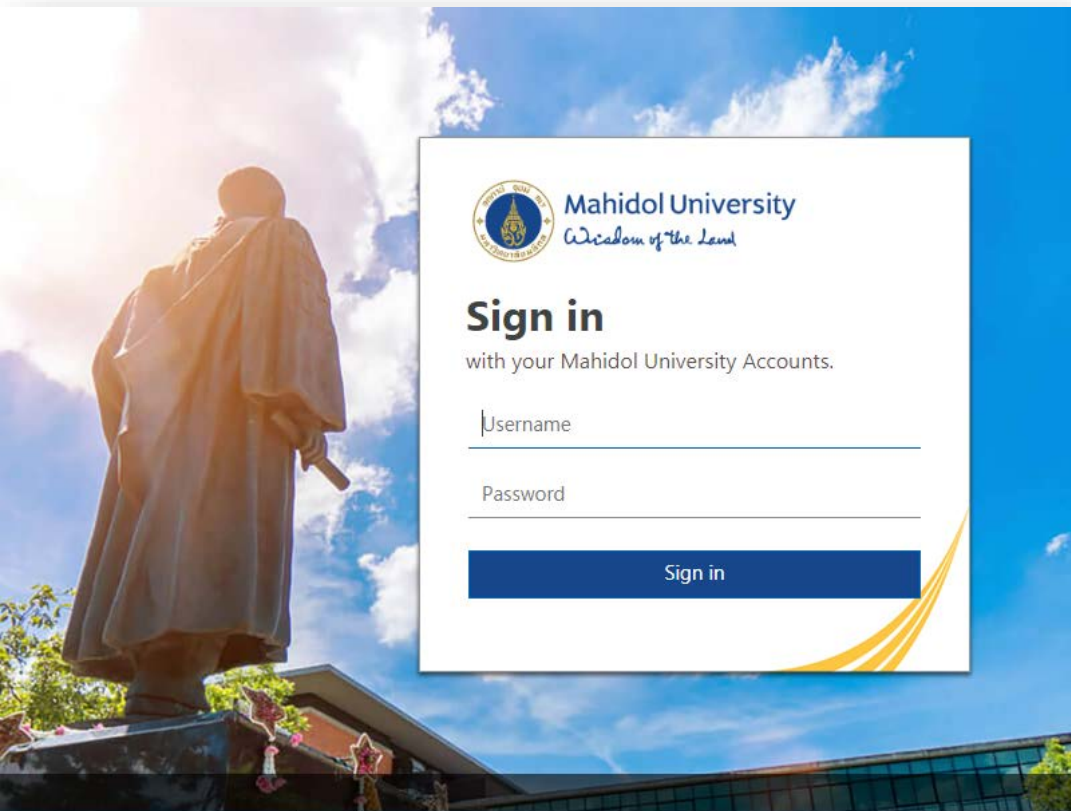 Mahidol University
Wisdom of the Land
Sign in
with your Mahidol University Accounts.
Username
Password
Sign in